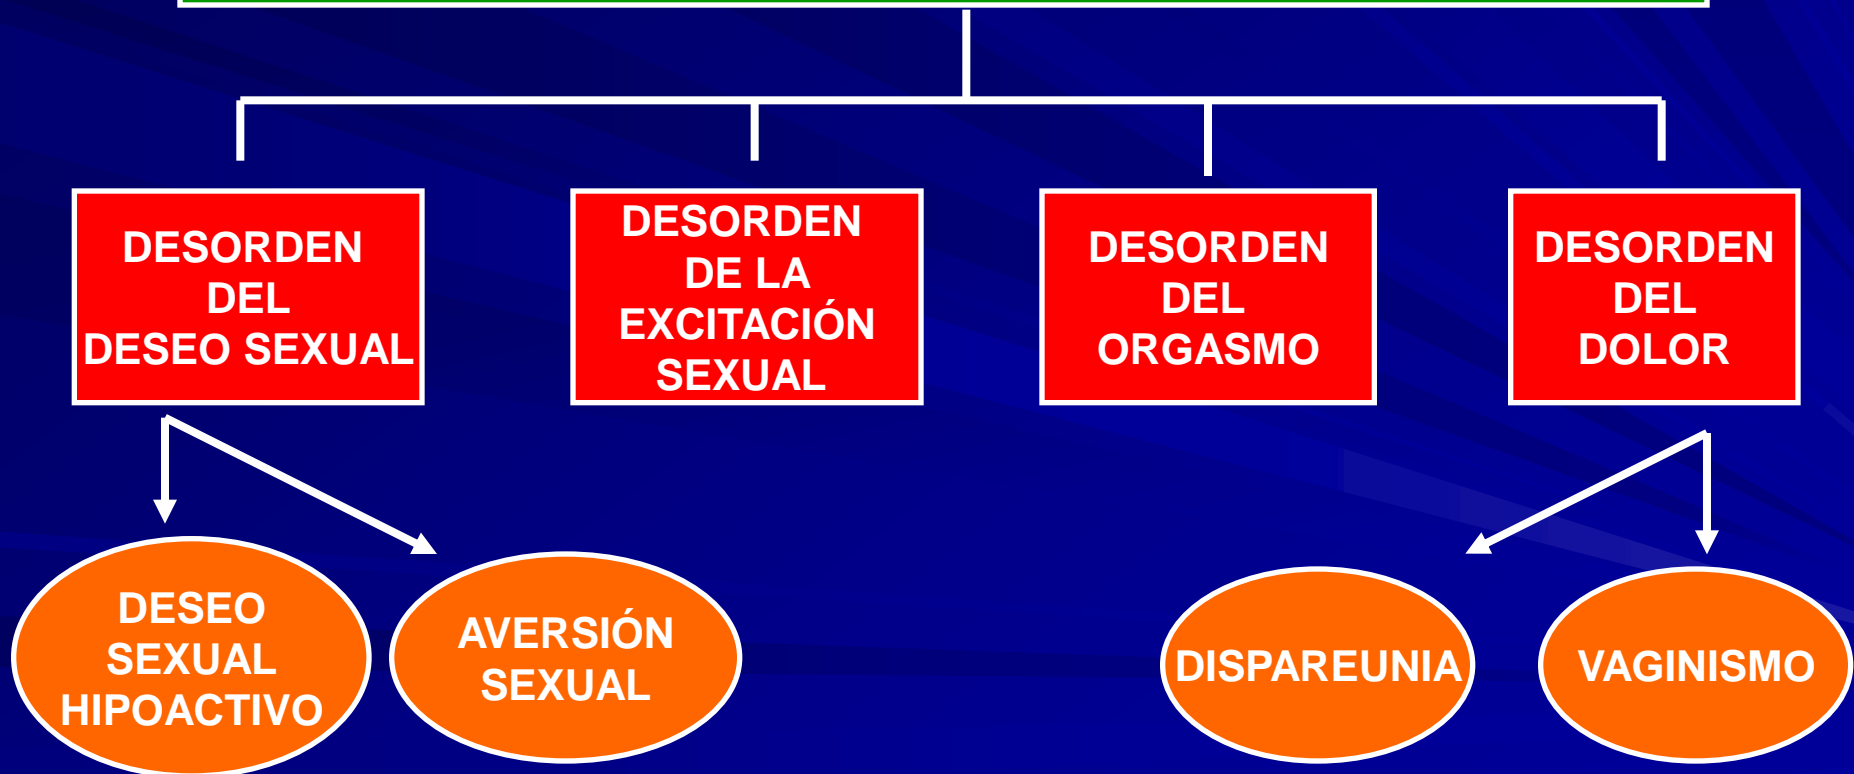 DESORDEN
DEL
DESEO SEXUAL
DESORDEN
DE LA
EXCITACIÓN
SEXUAL
DESORDEN
DEL
ORGASMO
DESORDEN
DEL
DOLOR
DESEO
SEXUAL
HIPOACTIVO
AVERSIÓN
SEXUAL
DISPAREUNIA
VAGINISMO